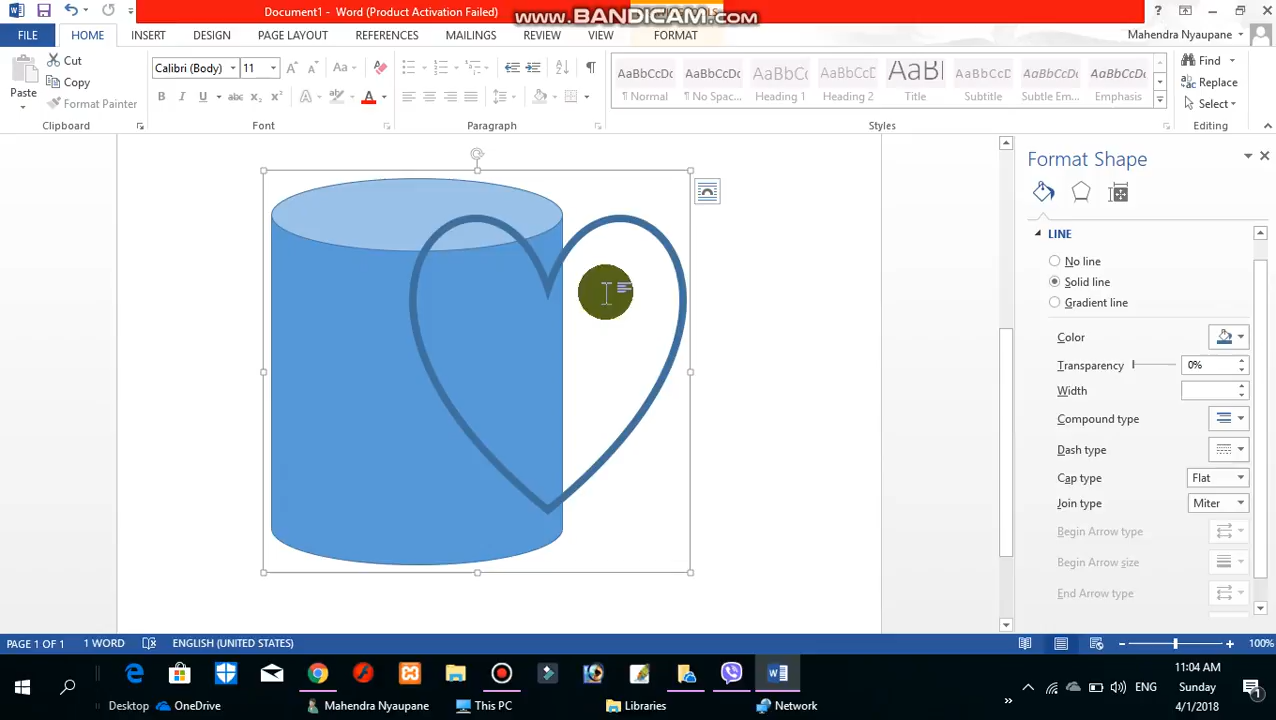 Document1 - Word (Product Activation Failed)
www.BANDICAM.com
?
FILE
HOME
INSERT
DESIGN
PAGE LAYOUT
REFERENCES
MAILINGS
REVIEW
VIEW
FORMAT
Mahendra Nyaupane
Paste
Cut
Copy
Format Painter
Clipboard
Calibri (Body)
11
Font
Paragraph
AaBbCcDc
¶ Normal
AaBbCcDc
¶ No Spac...
AaBbCc
Heading 1
AaBbCcD
Heading 2
AaBI
Title
AaBbCcD
Subtitle
AaBbCcDt
Subtle Em...
AaBbCcDt
Emphasis
Styles
Find
Replace
Select
Editing
Format Shape
LINE
No line
Solid line
Gradient line
Color
Transparency
0%
Width
Compound type
Dash type
Cap type
Flat
Join type
Miter
Begin Arrow type
Begin Arrow size
End Arrow type
PAGE 1 OF 1
1 WORD
ENGLISH (UNITED STATES)
100%
Desktop
OneDrive
Mahendra Nyaupane
This PC
Libraries
Network
ENG
11:04 AM
Sunday
4/1/2018